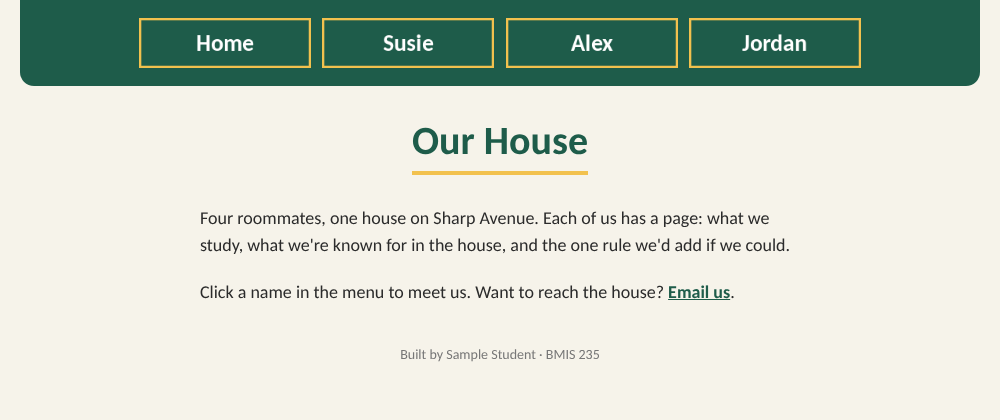 Home
Susie
Alex
Jordan
Our House
Four roommates, one house on Sharp Avenue. Each of us has a page: what we
study, what we're known for in the house, and the one rule we'd add if we could.
Click a name in the menu to meet us. Want to reach the house? Email us.
Built by Sample Student · BMIS 235